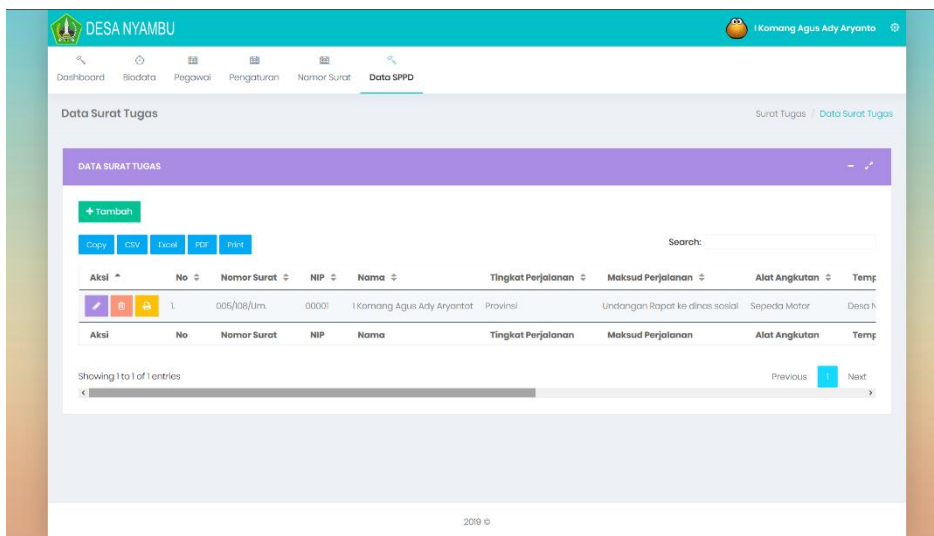 DESA NYAMBU
I Komang Agus Ady Aryanto
Dashboard Biodata Pegawai Pengaturan Nomor Surat Data SPPD
Data Surat Tugas
Surat Tugas / Data Surat Tugas
DATA SURAT TUGAS
+ Tambah
Copy CSV Excel PDF Print
Search:
Aksi No Nomor Surat NIP Nama Tingkat Perjalanan Maksud Perjalanan Alat Angkutan Temp
1. 005/108/Um. 00001 I Komang Agus Ady Aryantot Provinsi Undangan Rapat ke dinas sosial Sepeda Motor Desa N
Aksi No Nomor Surat NIP Nama Tingkat Perjalanan Maksud Perjalanan Alat Angkutan Temp
Showing 1 to 1 of 1 entries
Previous 1 Next
2019 ©